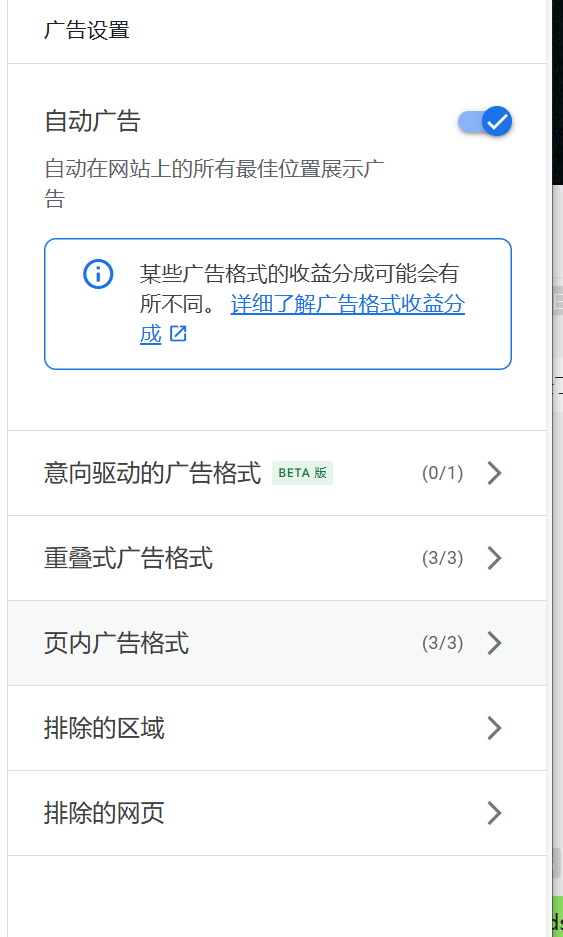 广告设置
自动广告
自动在网站上的所有最佳位置展示广
告
某些广告格式的收益分成可能会有
所不同。 详细了解广告格式收益分
成
意向驱动的广告格式 BETA 版 (0/1)
重叠式广告格式 (3/3)
页内广告格式 (3/3)
排除的区域
排除的网页